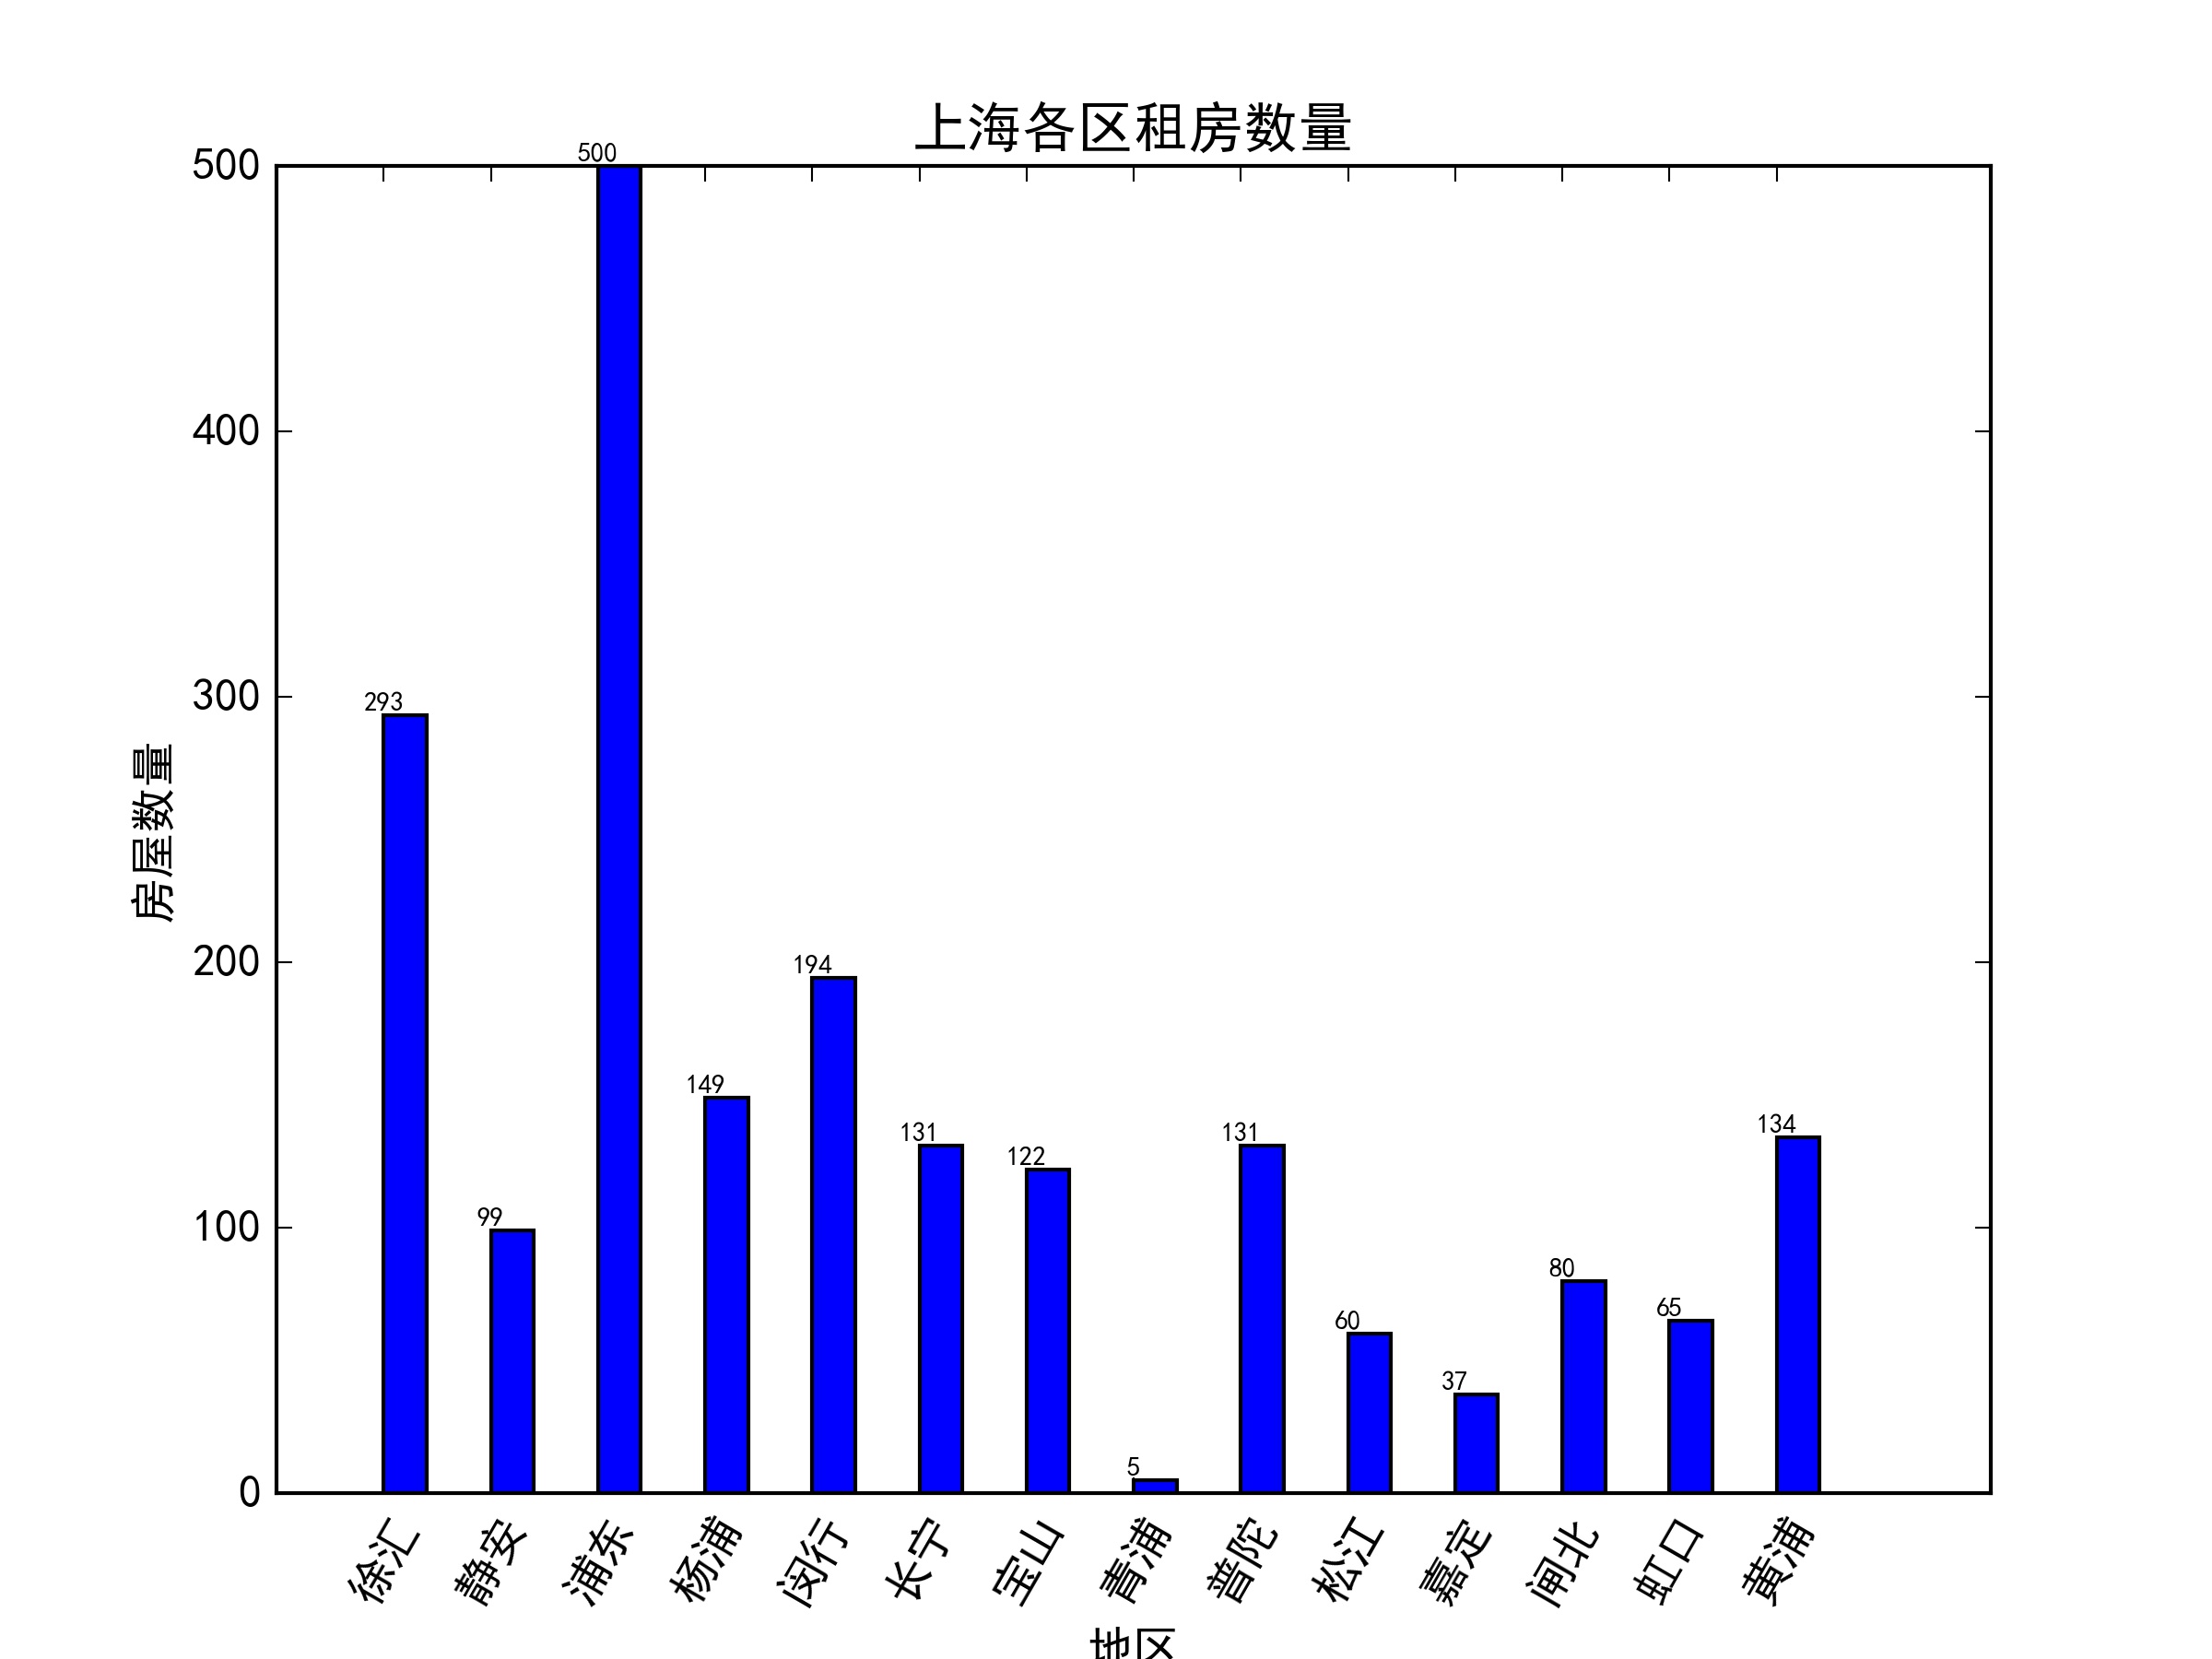 上海各区租房数量
500
400
300
200
100
0
房屋数量
293
99
500
149
194
131
122
5
131
60
37
80
65
134
徐汇
静安
浦东
杨浦
闵行
长宁
宝山
青浦
普陀
松江
嘉定
闸北
虹口
黄浦
地区